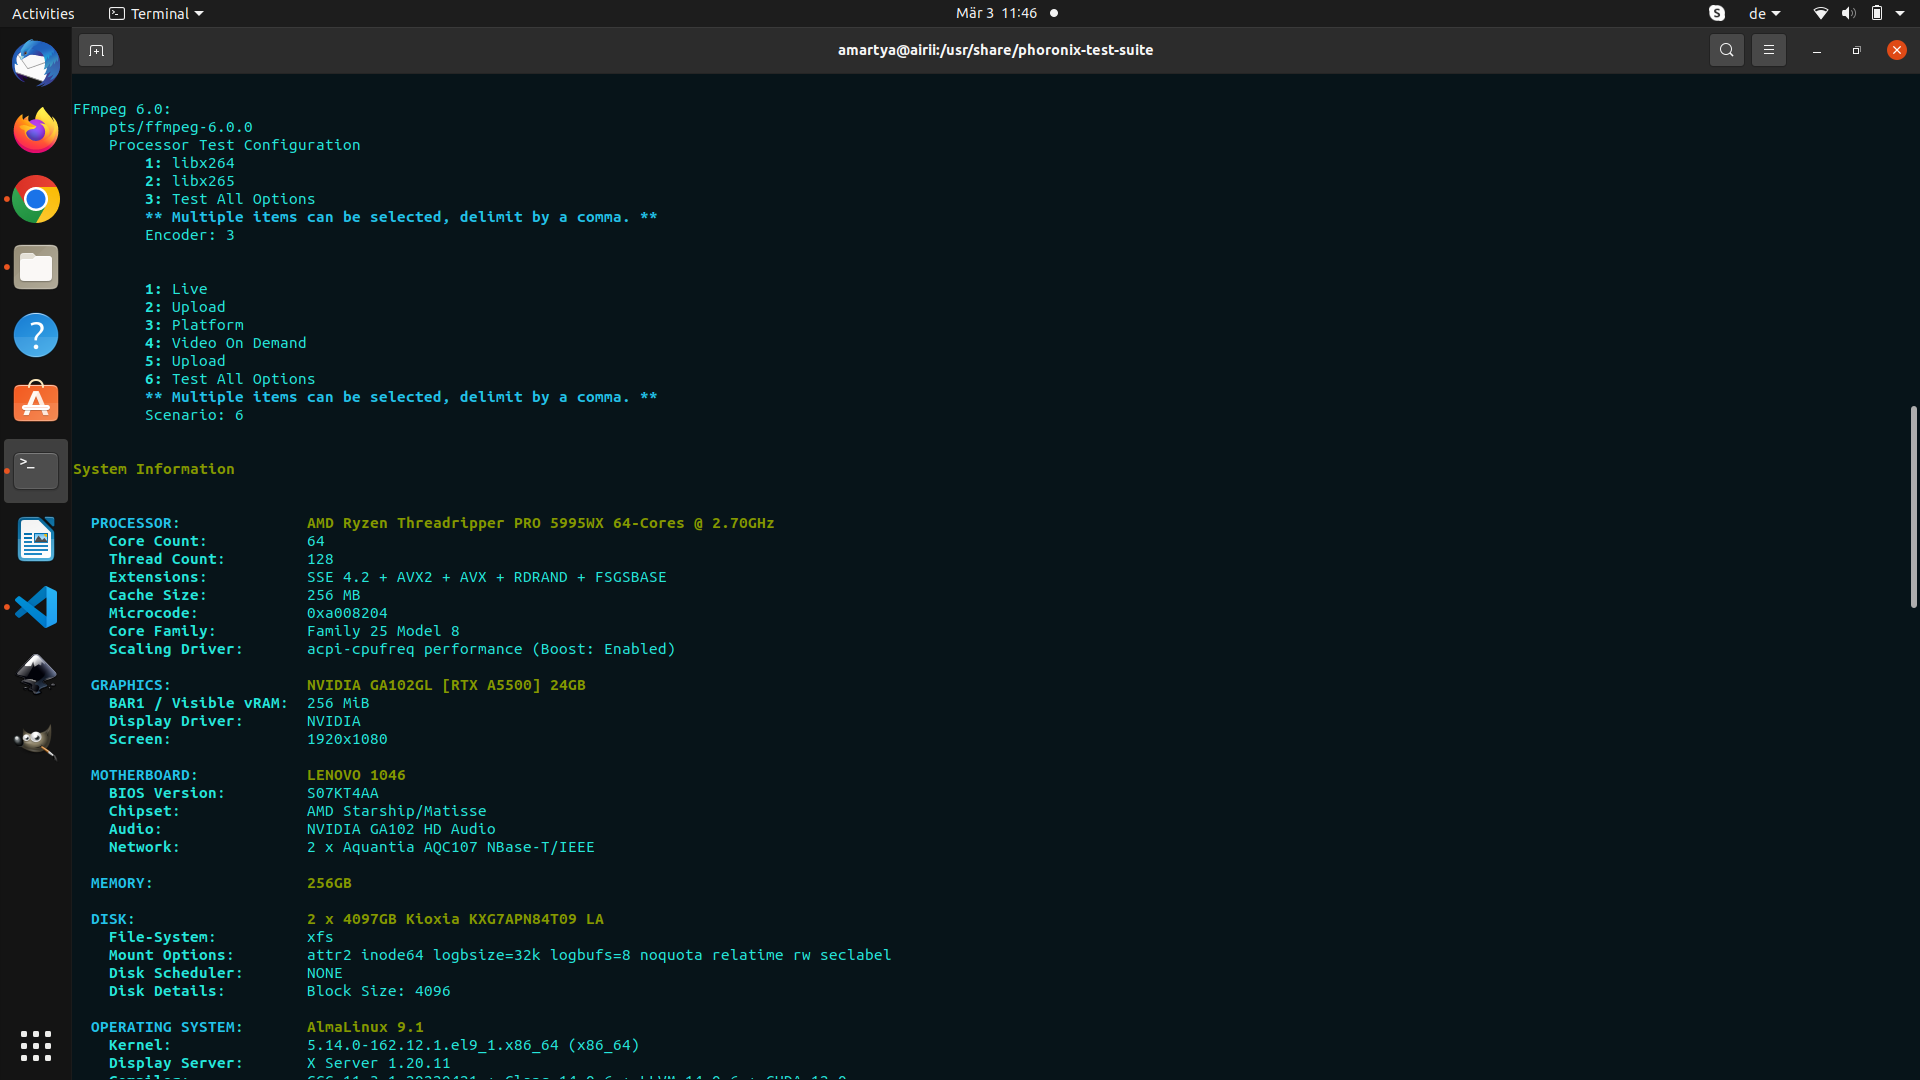 Activities
Terminal
Mär 3 11:46
de
amartya@airii:/usr/share/phoronix-test-suite
FFmpeg 6.0:
pts/ffmpeg-6.0.0
Processor Test Configuration
1: libx264
2: libx265
3: Test All Options
** Multiple items can be selected, delimit by a comma. **
Encoder: 3
1: Live
2: Upload
3: Platform
4: Video On Demand
5: Upload
6: Test All Options
** Multiple items can be selected, delimit by a comma. **
Scenario: 6
System Information
PROCESSOR: AMD Ryzen Threadripper PRO 5995WX 64-Cores @ 2.70GHz
Core Count: 64
Thread Count: 128
Extensions: SSE 4.2 + AVX2 + AVX + RDRAND + FSGSBASE
Cache Size: 256 MB
Microcode: 0xa008204
Core Family: Family 25 Model 8
Scaling Driver: acpi-cpufreq performance (Boost: Enabled)
GRAPHICS: NVIDIA GA102GL [RTX A5500] 24GB
BAR1 / Visible vRAM: 256 MiB
Display Driver: NVIDIA
Screen: 1920x1080
MOTHERBOARD: LENOVO 1046
BIOS Version: S07KT4AA
Chipset: AMD Starship/Matisse
Audio: NVIDIA GA102 HD Audio
Network: 2 x Aquantia AQC107 NBase-T/IEEE
MEMORY: 256GB
DISK: 2 x 4097GB Kioxia KXG7APN84T09 LA
File-System: xfs
Mount Options: attr2 inode64 logbsize=32k logbufs=8 noquota relatime rw seclabel
Disk Scheduler: NONE
Disk Details: Block Size: 4096
OPERATING SYSTEM: AlmaLinux 9.1
Kernel: 5.14.0-162.12.1.el9_1.x86_64 (x86_64)
Display Server: X Server 1.20.11